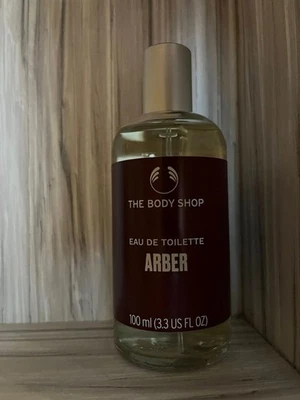 THE BODY SHOP
EAU DE TOILETTE
ARBER
100 ml (3.3 US FL OZ)